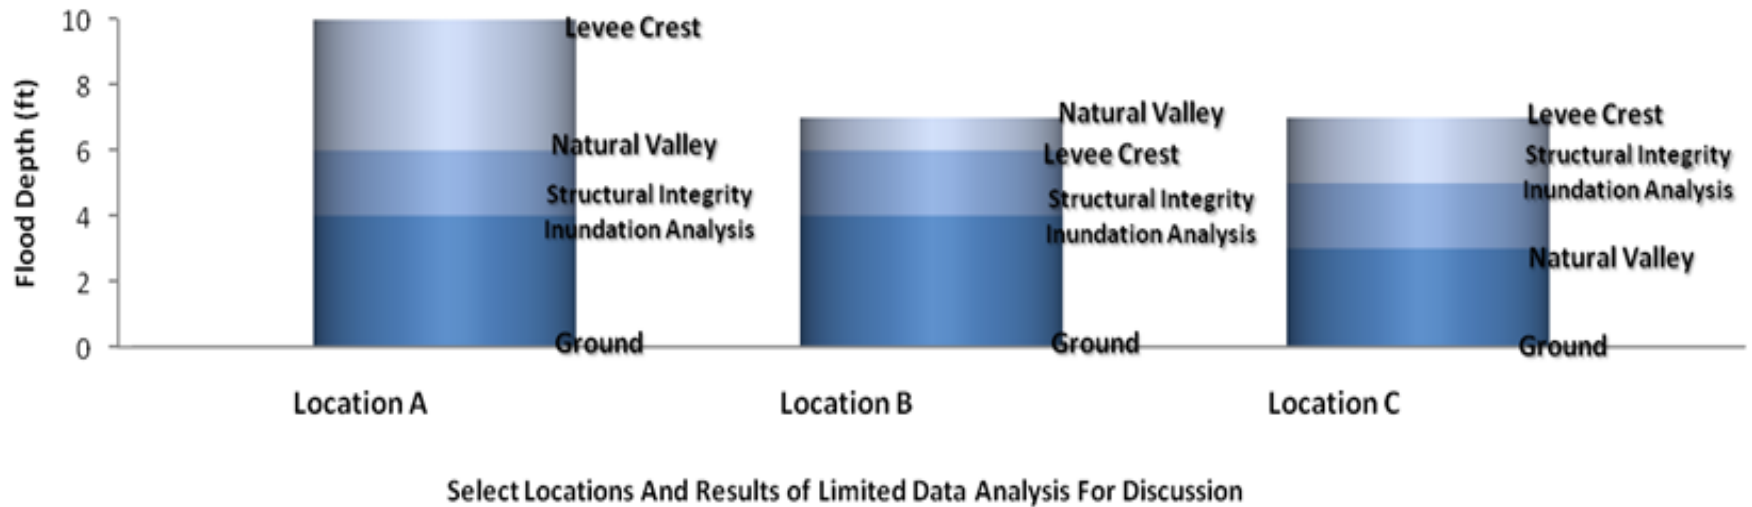 Flood Depth (ft)
10
8
6
4
2
0
Levee Crest
Natural Valley
Structural Integrity
Inundation Analysis
Ground
Natural Valley
Levee Crest
Structural Integrity
Inundation Analysis
Ground
Levee Crest
Structural Integrity
Inundation Analysis
Natural Valley
Ground
Location A
Location B
Location C
Select Locations And Results of Limited Data Analysis For Discussion